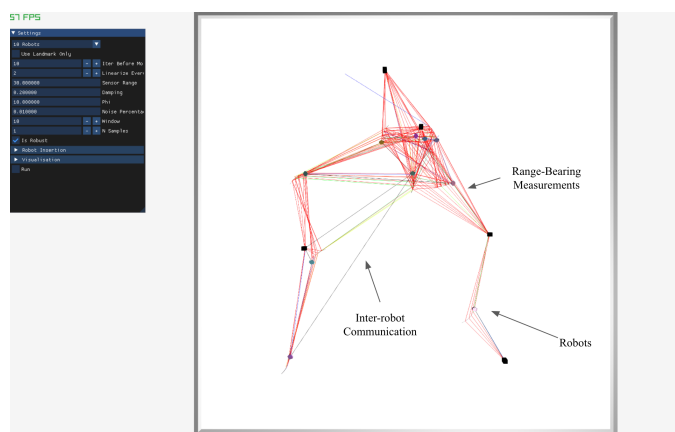 57 FPS
▼ Settings
10 Robots
Use Landmark Only
10 - + Iter Before Mo
2 - + Linearize Ever
30.000000 Sensor Range
0.200000 Damping
10.000000 Phi
0.010000 Noise Percenta
10 - + Window
1 - + N Samples
Is Robust
Robot Insertion
Visualisation
Run
Range-Bearing
Measurements
Inter-robot
Communication
Robots